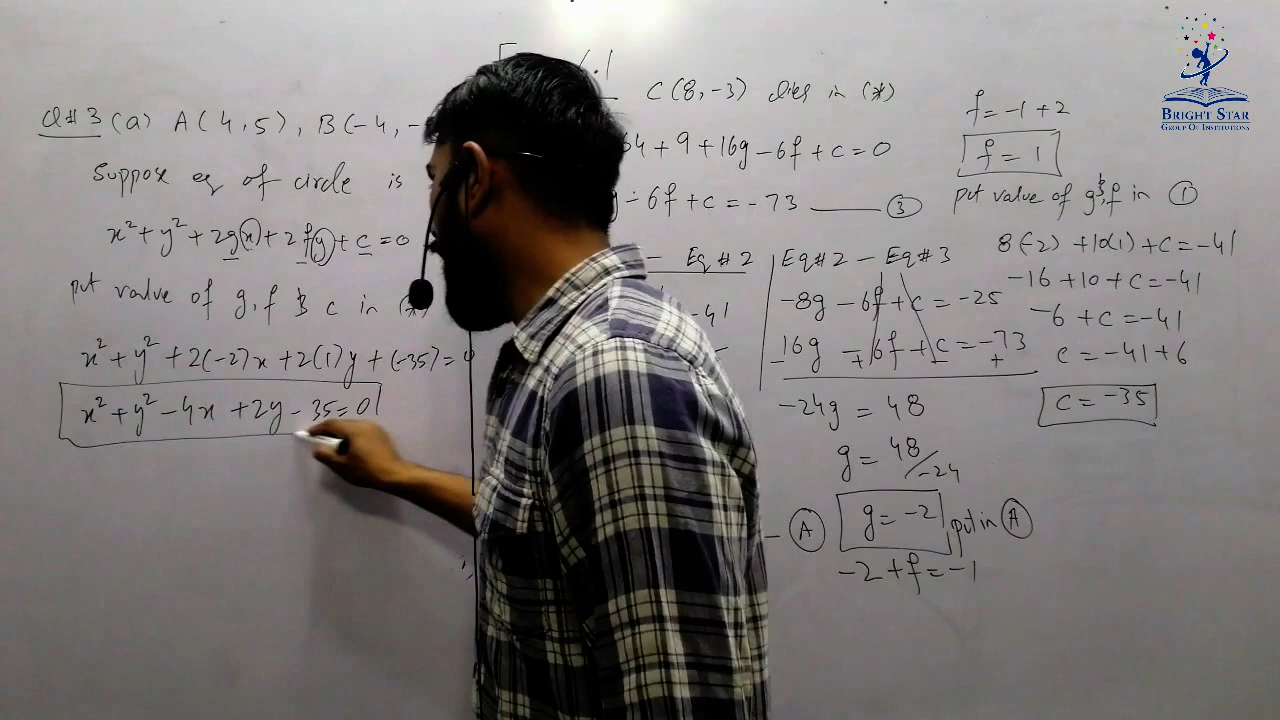 6.1
Q#3 (a) A(4,5), B(-4,-
Suppose eq of circle is
x² + y² + 2g(x) + 2f(y) + c = 0
put value of g, f & c in (*)
x² + y² + 2(-2)x + 2(1)y + (-35) = 0
x² + y² - 4x + 2y - 35 = 0
C(8,-3) lies in (*)
64 + 9 + 16g - 6f + c = 0
- 6f + c = -73 ③
- Eq#2
-41
Eq#2 - Eq#3
-8g - 6f + c = -25
16g - 6f + c = -73
- + - +
-24g = 48
g = 48/-24
Ⓐ g = -2 put in Ⓐ
-2 + f = -1
f = -1 + 2
f = 1
put value of g & f in ①
8(-2) + 10(1) + c = -41
-16 + 10 + c = -41
-6 + c = -41
c = -41 + 6
c = -35
BRIGHT STAR
GROUP OF INSTITUTIONS